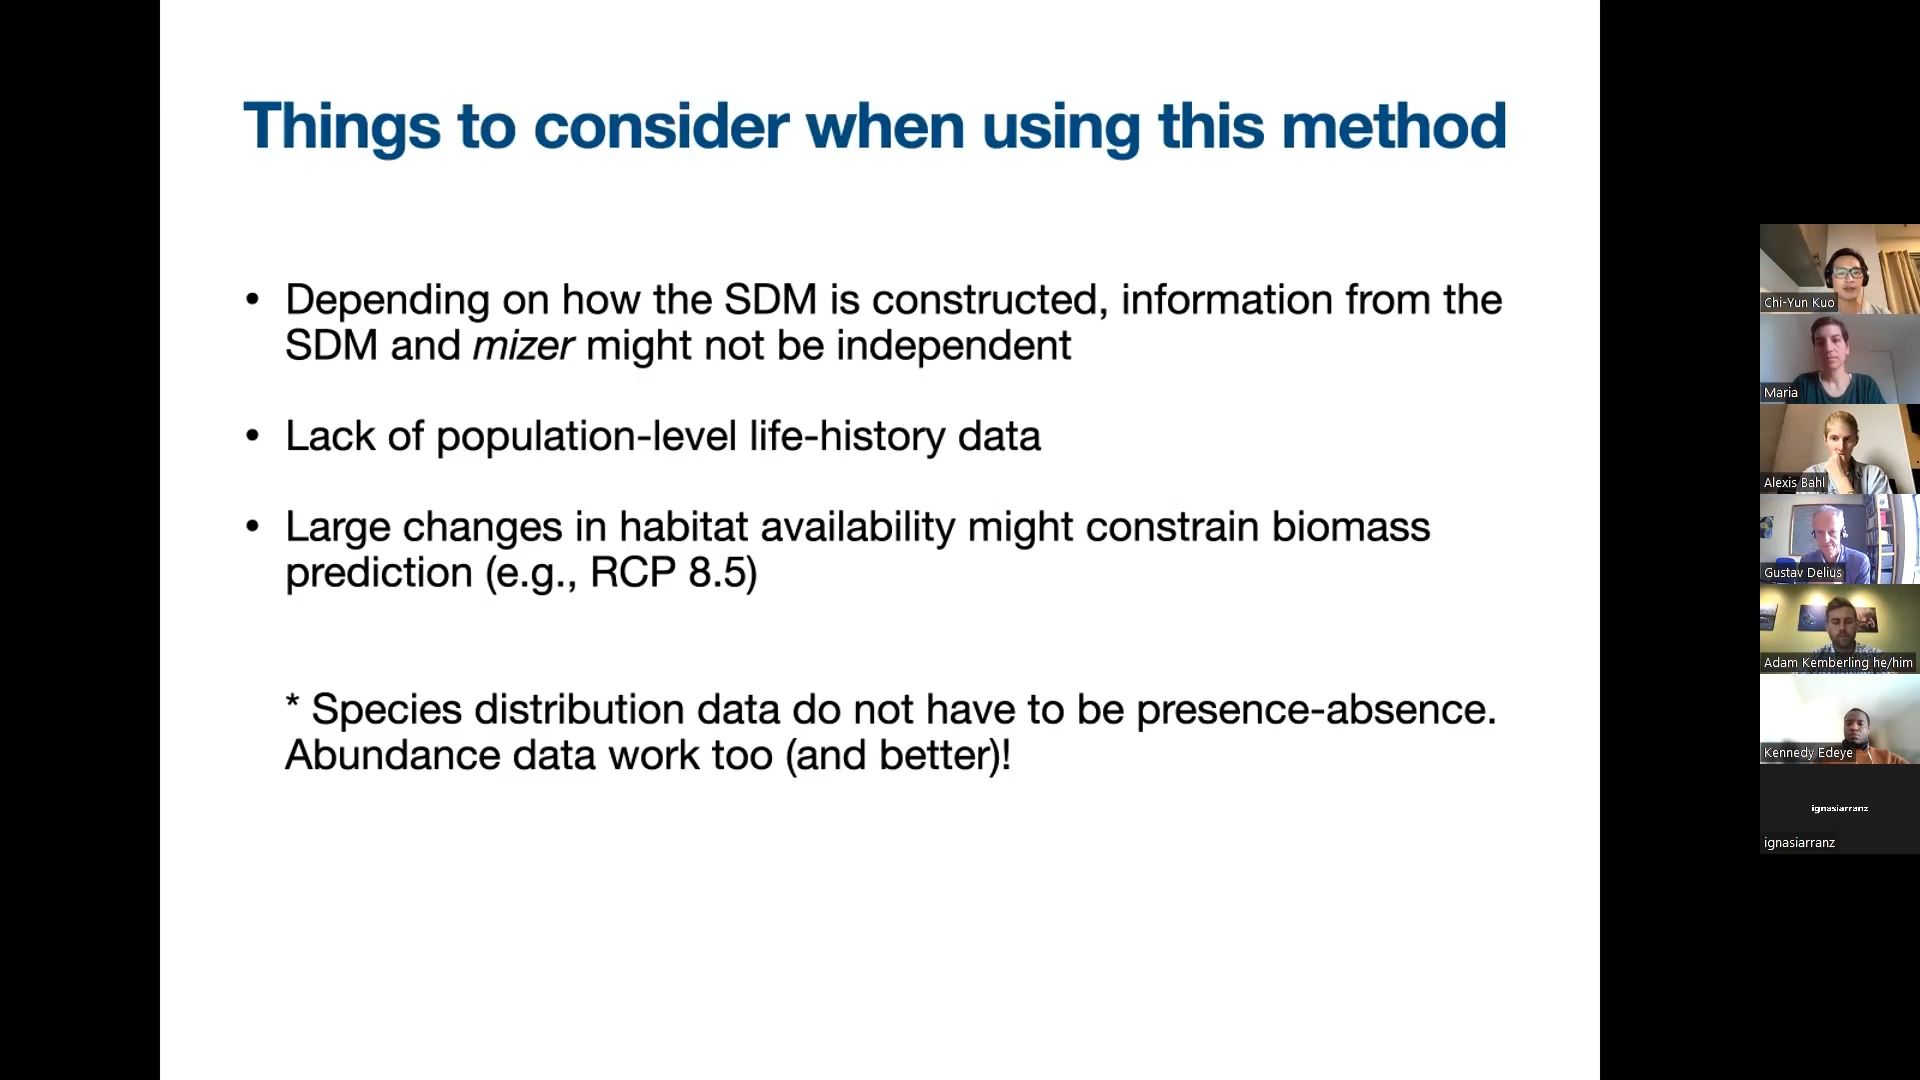 Things to consider when using this method
• Depending on how the SDM is constructed, information from the
SDM and mizer might not be independent
• Lack of population-level life-history data
• Large changes in habitat availability might constrain biomass
prediction (e.g., RCP 8.5)
* Species distribution data do not have to be presence-absence.
Abundance data work too (and better)!
Chi-Yun Kuo
Maria
Alexis Bahl
Gustav Delius
Adam Kemberling he/him
Kennedy Edeye
ignasiarranz
ignasiarranz